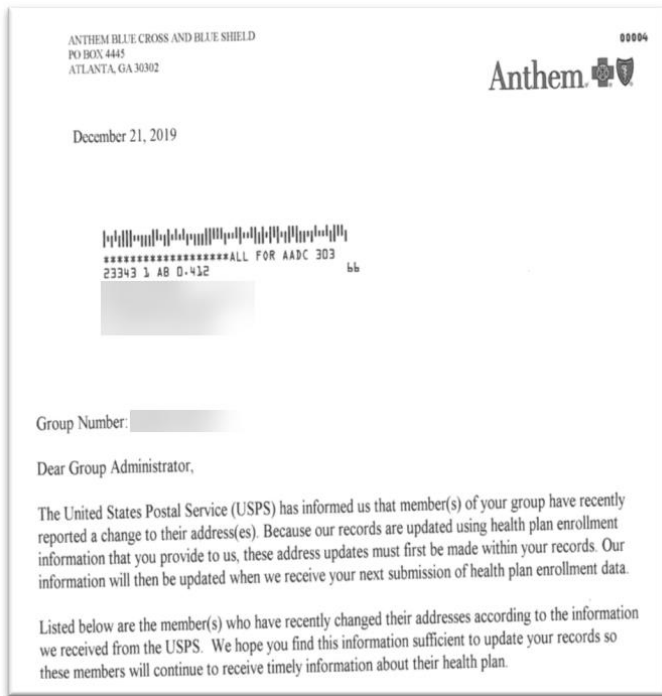 ANTHEM BLUE CROSS AND BLUE SHIELD
PO BOX 4445
ATLANTA, GA 30302
00004
Anthem.
December 21, 2019
*******************ALL FOR AADC 303
23343 1 AB 0.412
bb
Group Number:
Dear Group Administrator,
The United States Postal Service (USPS) has informed us that member(s) of your group have recently
reported a change to their address(es). Because our records are updated using health plan enrollment
information that you provide to us, these address updates must first be made within your records. Our
information will then be updated when we receive your next submission of health plan enrollment data.
Listed below are the member(s) who have recently changed their addresses according to the information
we received from the USPS. We hope you find this information sufficient to update your records so
these members will continue to receive timely information about their health plan.